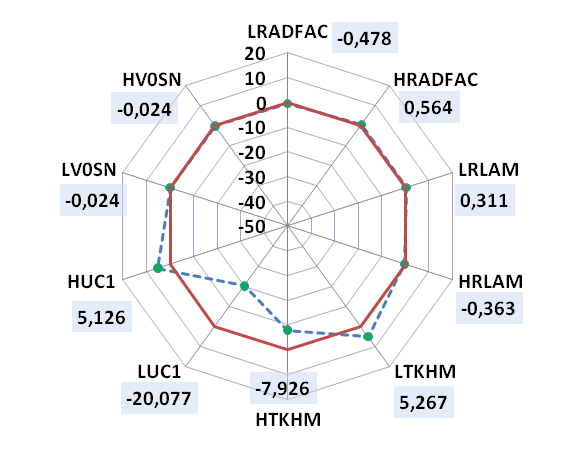 LRADFAC
-0,478
20
10
0
-10
-20
-30
-40
-50
HRADFAC
0,564
LRLAM
0,311
HRLAM
-0,363
LTKHM
5,267
-7,926
HTKHM
LUC1
-20,077
HUC1
5,126
LV0SN
-0,024
HV0SN
-0,024